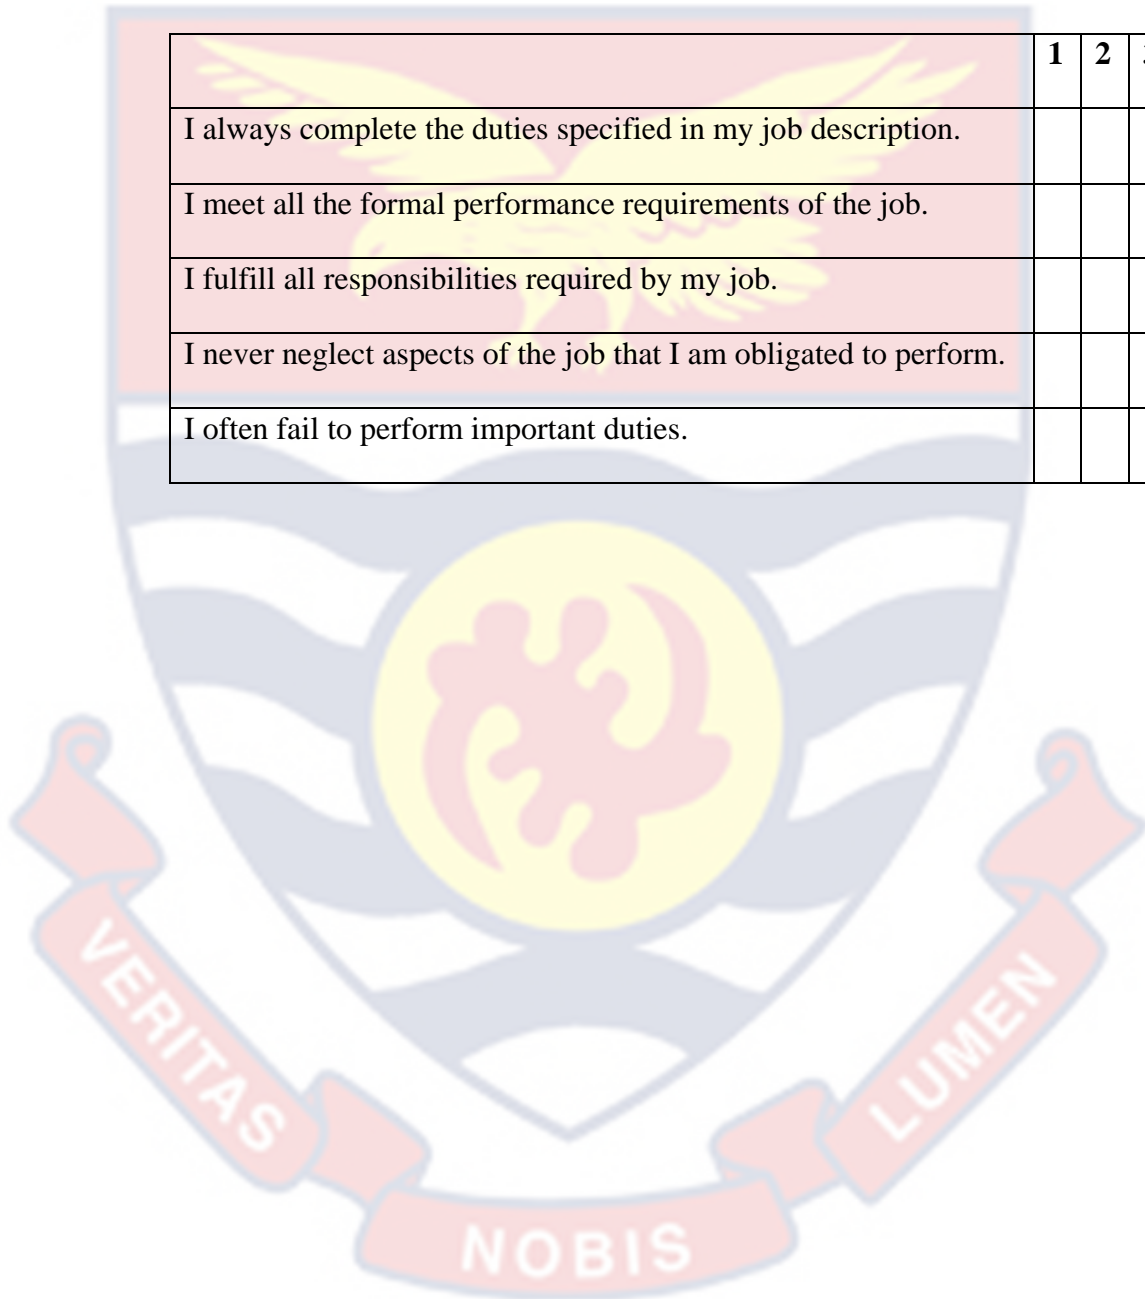 1 2
I always complete the duties specified in my job description.
I meet all the formal performance requirements of the job.
I fulfill all responsibilities required by my job.
I never neglect aspects of the job that I am obligated to perform.
I often fail to perform important duties.
VERITAS
NOBIS
LUMEN